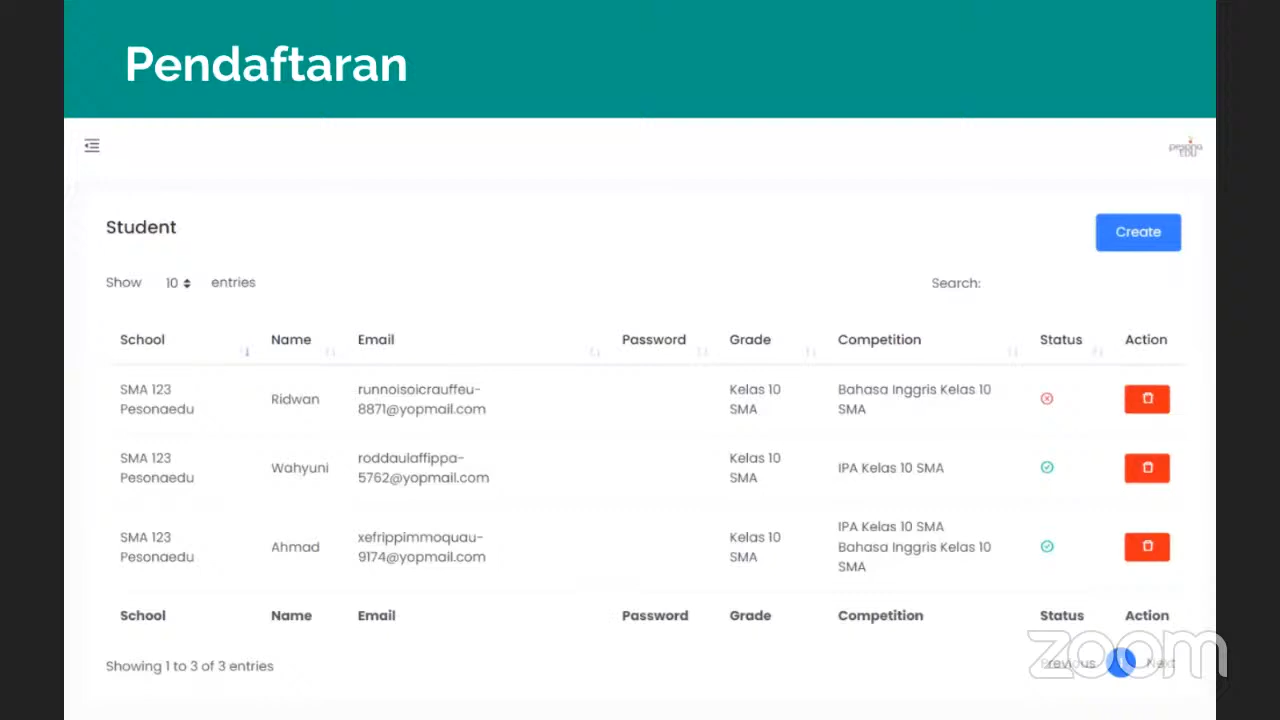 Pendaftaran
pesona
EDU
Student
Create
Show 10 entries
Search:
School Name Email Password Grade Competition Status Action
SMA 123 Pesonaedu Ridwan runnoisoicrauffeu-8871@yopmail.com Kelas 10 SMA Bahasa Inggris Kelas 10 SMA
SMA 123 Pesonaedu Wahyuni roddaulaffippa-5762@yopmail.com Kelas 10 SMA IPA Kelas 10 SMA
SMA 123 Pesonaedu Ahmad xefrippimmoquau-9174@yopmail.com Kelas 10 SMA IPA Kelas 10 SMA Bahasa Inggris Kelas 10 SMA
School Name Email Password Grade Competition Status Action
Showing 1 to 3 of 3 entries
Previous Next
zoom